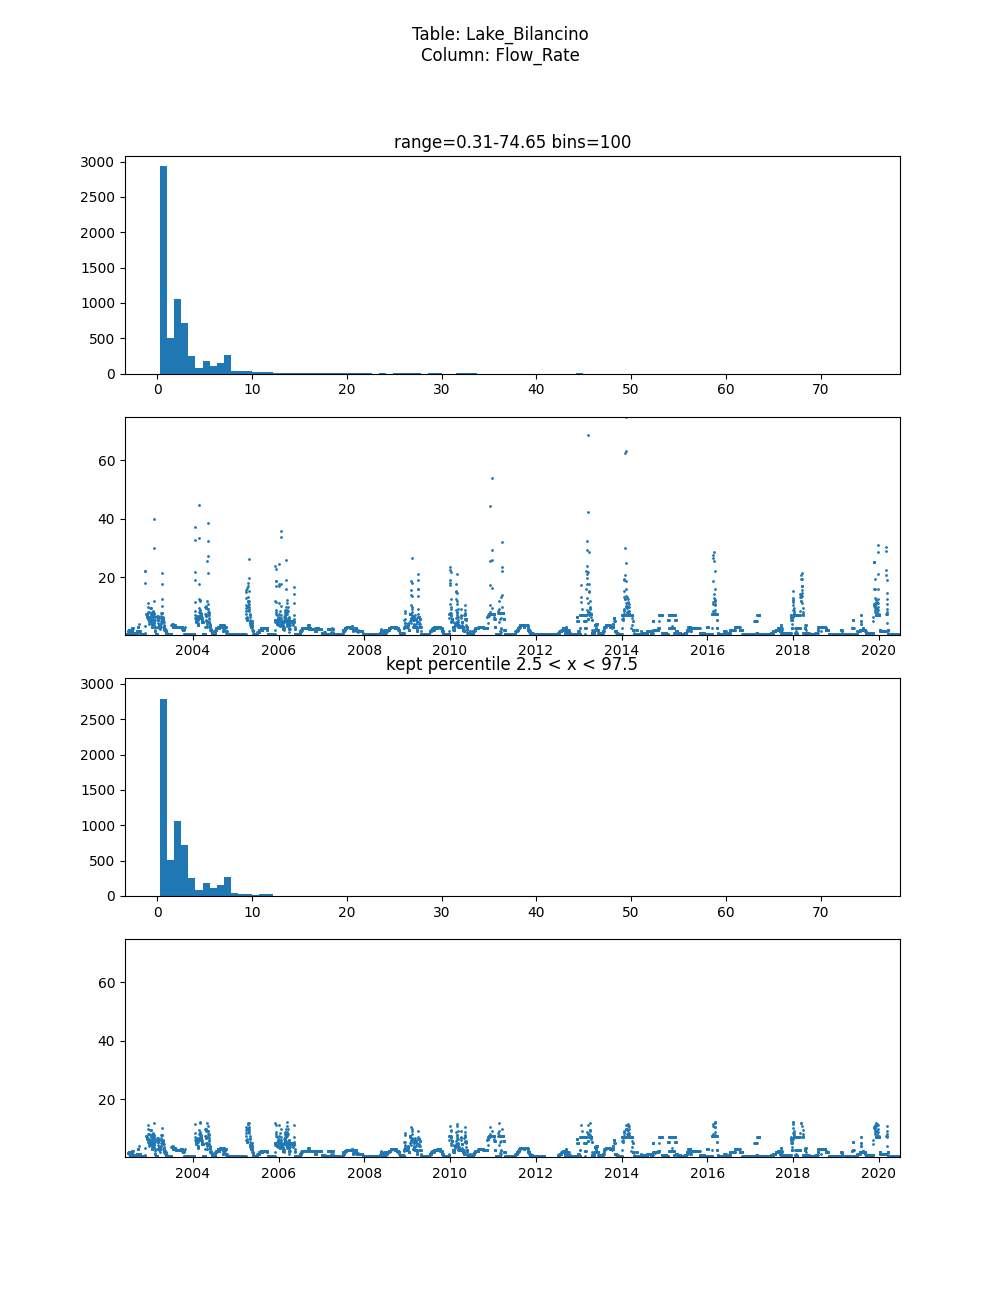 Table: Lake_Bilancino
Column: Flow_Rate
range=0.31-74.65 bins=100
3000
2500
2000
1500
1000
500
0
0 10 20 30 40 50 60 70
60
40
20
2004 2006 2008 2010 2012 2014 2016 2018 2020
kept percentile 2.5 < x < 97.5
3000
2500
2000
1500
1000
500
0
0 10 20 30 40 50 60 70
60
40
20
2004 2006 2008 2010 2012 2014 2016 2018 2020